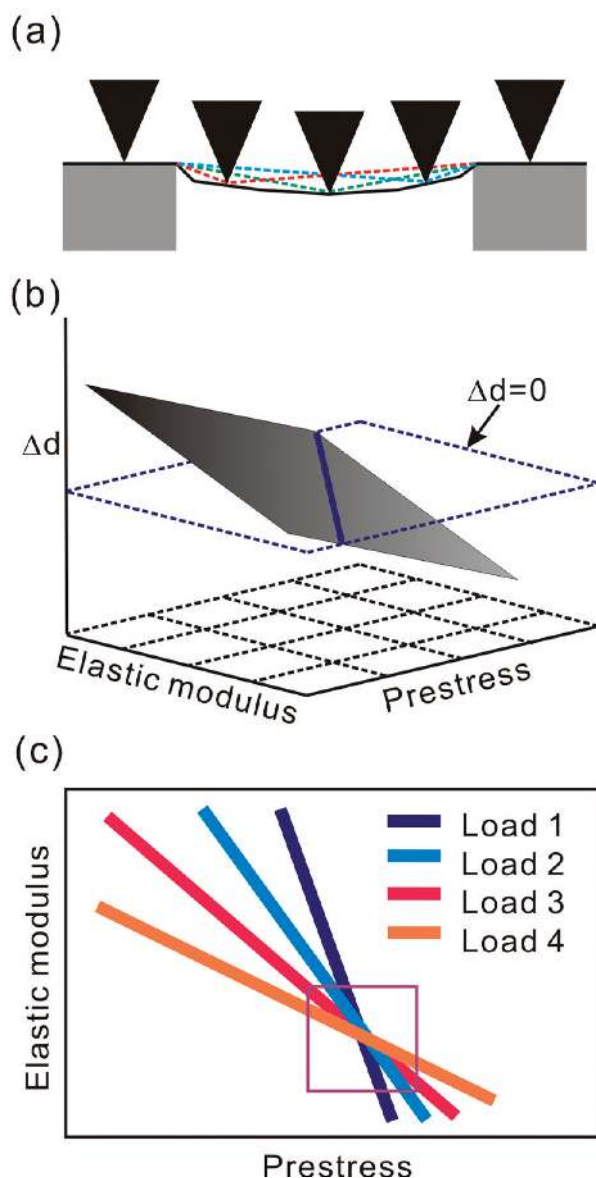 (a)
(b)
Δd=0
Δd
Elastic modulus
Prestress
(c)
Load 1
Load 2
Load 3
Load 4
Elastic modulus
Prestress